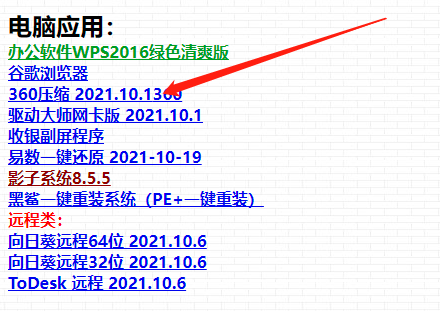 电脑应用：
办公软件WPS2016绿色清爽版
谷歌浏览器
360压缩 2021.10.1360
驱动大师网卡版 2021.10.1
收银副屏程序
易数一键还原 2021-10-19
影子系统8.5.5
黑鲨一键重装系统（PE+一键重装）
远程类：
向日葵远程64位 2021.10.6
向日葵远程32位 2021.10.6
ToDesk 远程 2021.10.6